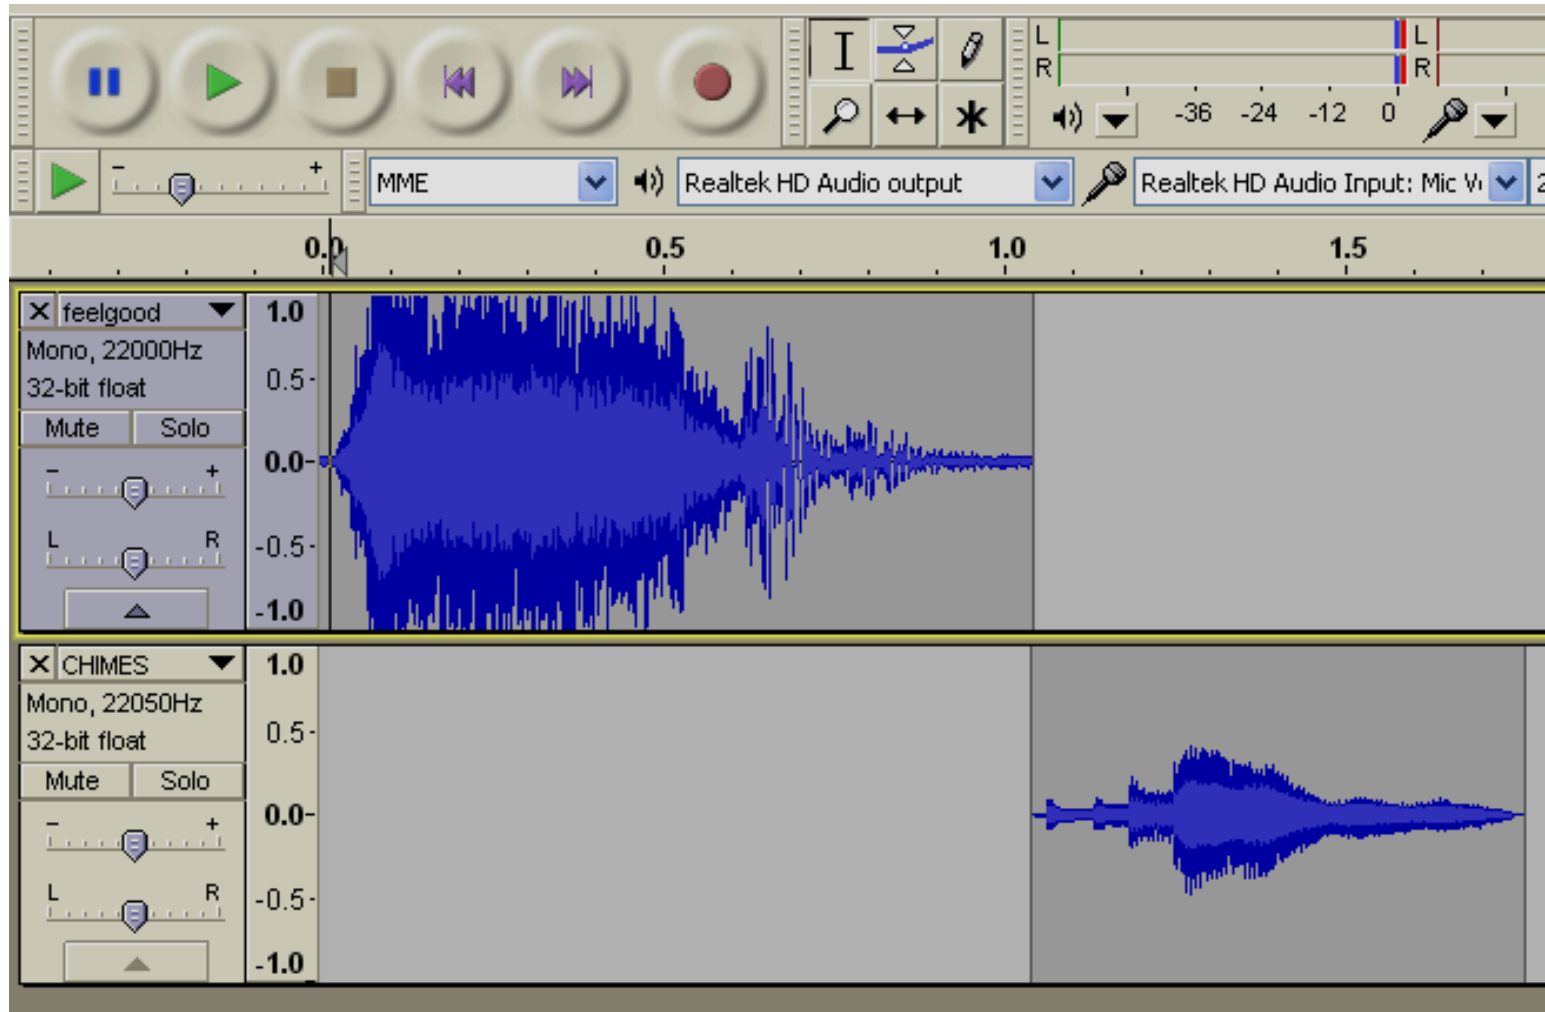 L
R
L
R
-36 -24 -12 0
- +
MME
Realtek HD Audio output
Realtek HD Audio Input: Mic
0.0 0.5 1.0 1.5
X feelgood
Mono, 22000Hz
32-bit float
Mute Solo
- +
L R
1.0
0.5-
0.0-
-0.5-
-1.0
X CHIMES
Mono, 22050Hz
32-bit float
Mute Solo
- +
L R
1.0
0.5-
0.0-
-0.5-
-1.0